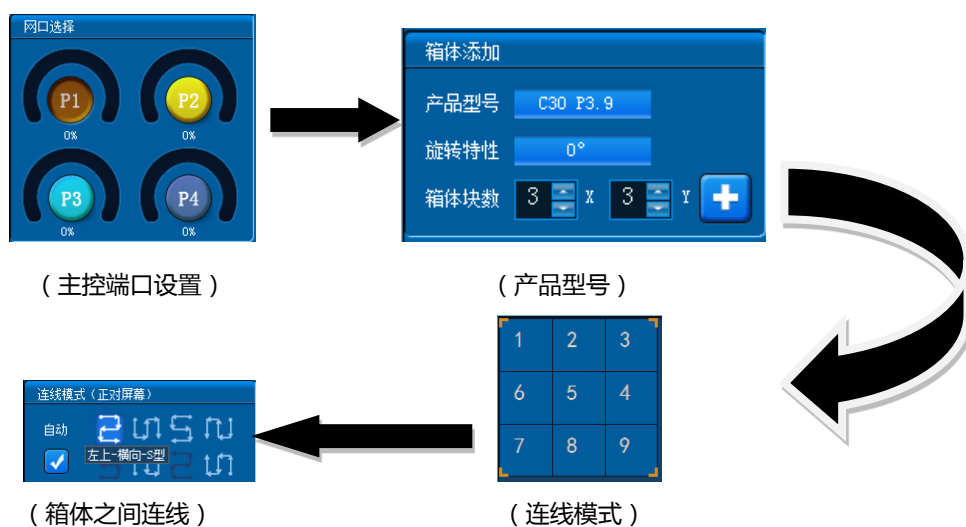 网口选择
P1
P2
0%
0%
P3
P4
0%
0%
(主控端口设置)
箱体添加
产品型号 C30 P3.9
旋转特性 0°
箱体块数 3 X 3 Y
(产品型号)
1 2 3
6 5 4
7 8 9
(连线模式)
连线模式(正对屏幕)
自动
左上-横向-S型
(箱体之间连线)